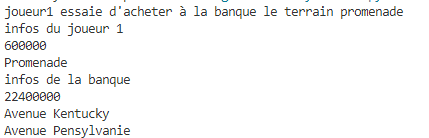 joueur1 essaie d'acheter à la banque le terrain promenade
infos du joueur 1
600000
Promenade
infos de la banque
22400000
Avenue Kentucky
Avenue Pensylvanie